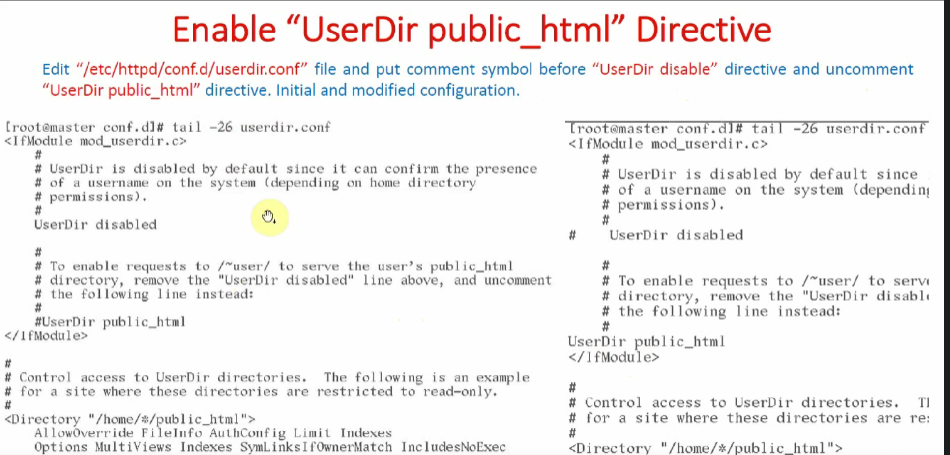 Enable “UserDir public_html” Directive
Edit “/etc/httpd/conf.d/userdir.conf” file and put comment symbol before “UserDir disable” directive and uncomment
“UserDir public_html” directive. Initial and modified configuration.
[root@master conf.d]# tail -26 userdir.conf
<IfModule mod_userdir.c>
#
# UserDir is disabled by default since it can confirm the presence
# of a username on the system (depending on home directory
# permissions).
#
UserDir disabled
#
# To enable requests to /~user/ to serve the user's public_html
# directory, remove the "UserDir disabled" line above, and uncomment
# the following line instead:
#
#UserDir public_html
</IfModule>
#
# Control access to UserDir directories.  The following is an example
# for a site where these directories are restricted to read-only.
#
<Directory "/home/*/public_html">
AllowOverride FileInfo AuthConfig Limit Indexes
Options MultiViews Indexes SymLinksIfOwnerMatch IncludesNoExec
[root@master conf.d]# tail -26 userdir.conf
<IfModule mod_userdir.c>
#
# UserDir is disabled by default since
# of a username on the system (depending
# permissions).
#
#    UserDir disabled
#
# To enable requests to /~user/ to serv
# directory, remove the "UserDir disabl
# the following line instead:
#
UserDir public_html
</IfModule>
#
# Control access to UserDir directories.
# for a site where these directories are re
#
<Directory "/home/*/public_html">